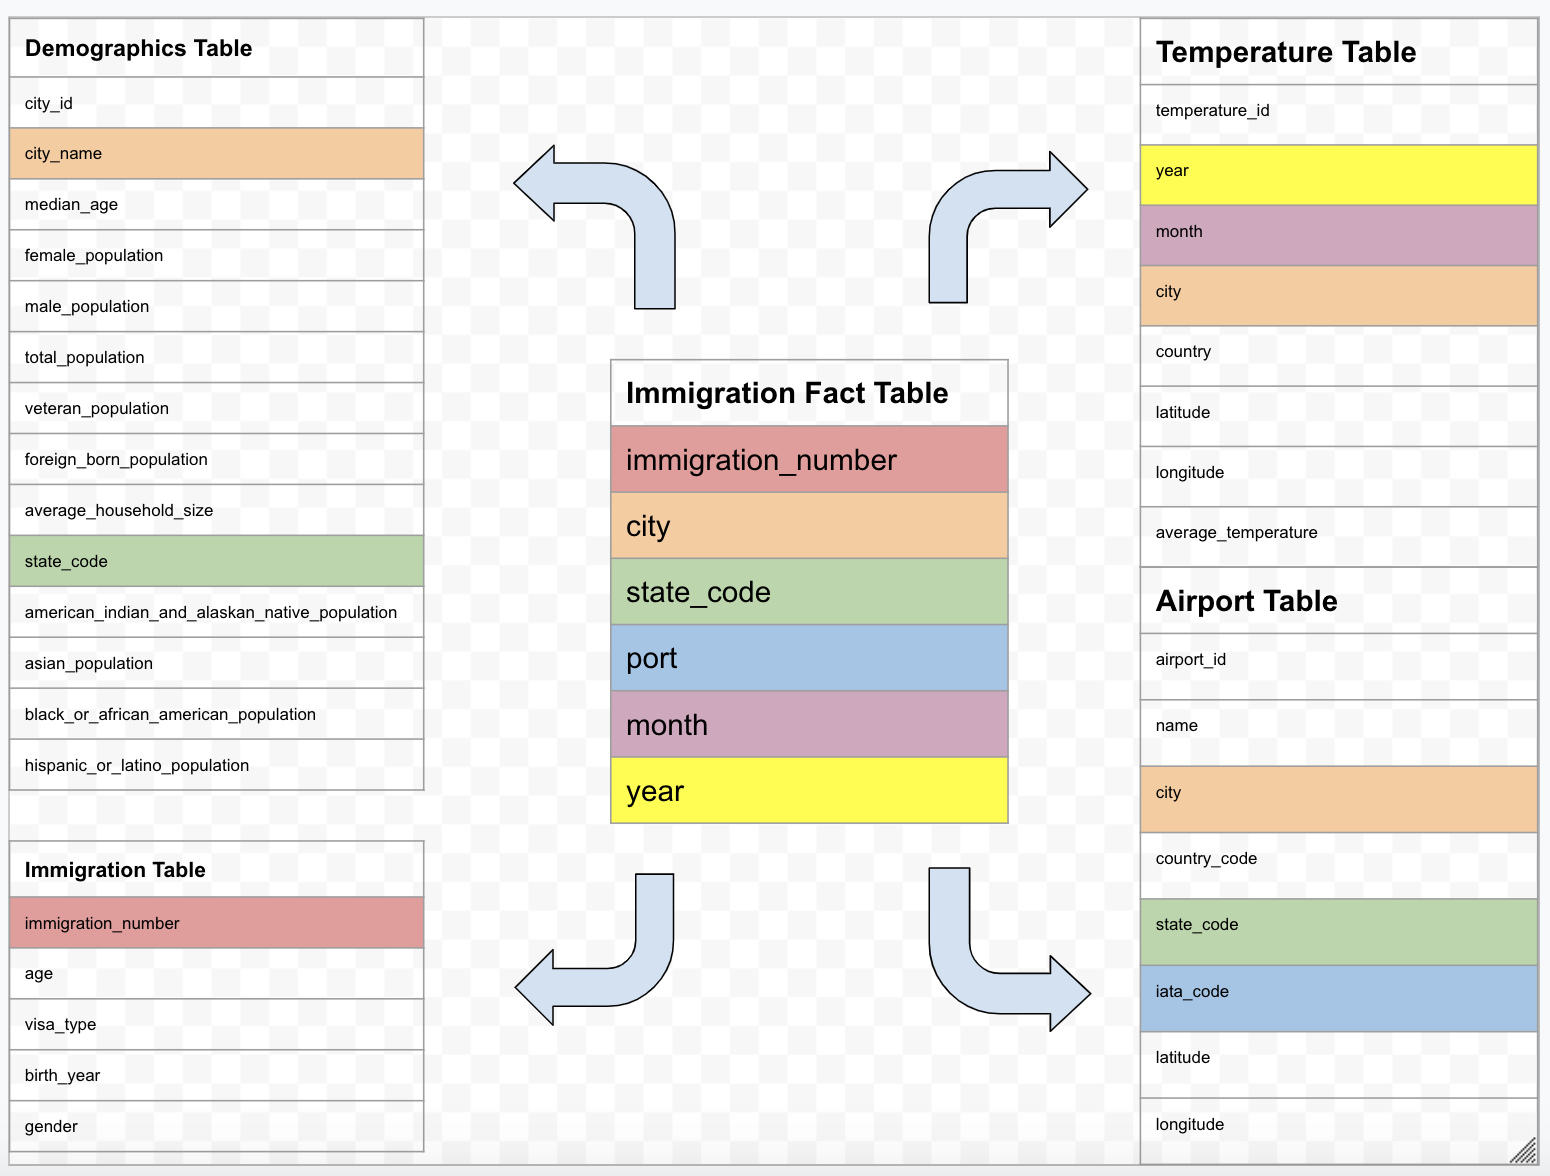 Demographics Table
city_id
city_name
median_age
female_population
male_population
total_population
veteran_population
foreign_born_population
average_household_size
state_code
american_indian_and_alaskan_native_population
asian_population
black_or_african_american_population
hispanic_or_latino_population
Immigration Table
immigration_number
age
visa_type
birth_year
gender
Immigration Fact Table
immigration_number
city
state_code
port
month
year
Temperature Table
temperature_id
year
month
city
country
latitude
longitude
average_temperature
Airport Table
airport_id
name
city
country_code
state_code
iata_code
latitude
longitude